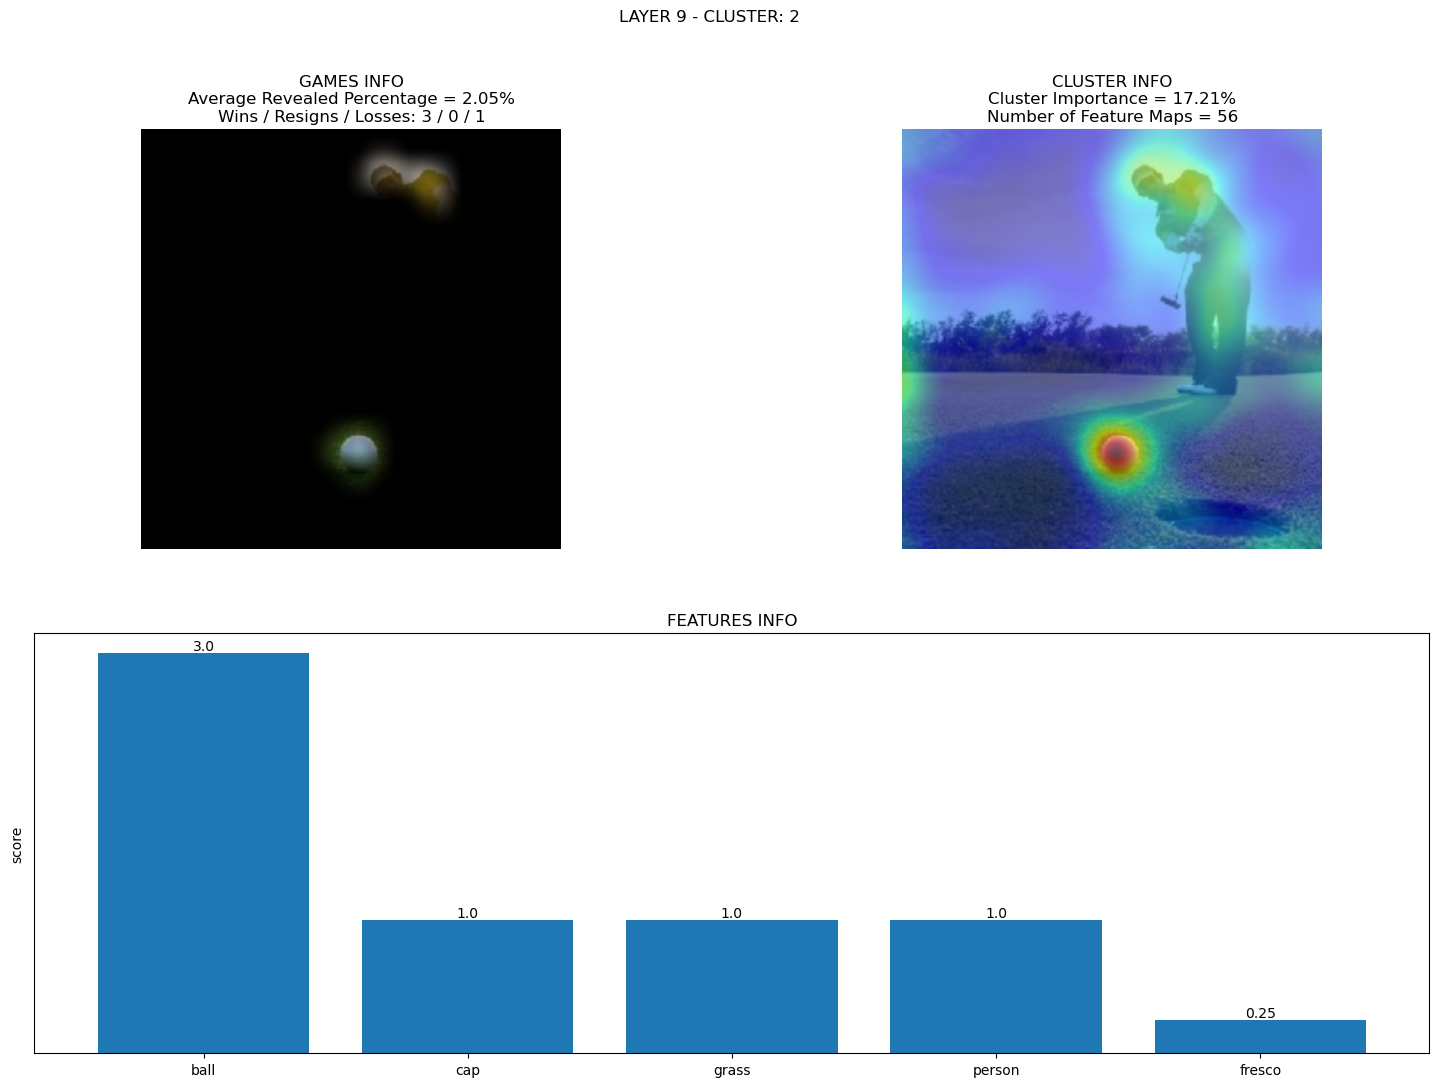 LAYER 9 - CLUSTER: 2
GAMES INFO
Average Revealed Percentage = 2.05%
Wins / Resigns / Losses: 3 / 0 / 1
CLUSTER INFO
Cluster Importance = 17.21%
Number of Feature Maps = 56
FEATURES INFO
score
3.0
1.0
1.0
1.0
0.25
ball
cap
grass
person
fresco